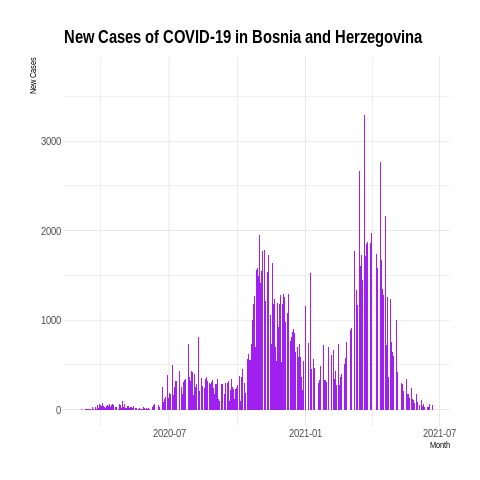 New Cases of COVID-19 in Bosnia and Herzegovina
New Cases
3000
2000
1000
0
2020-07
2021-01
2021-07
Month